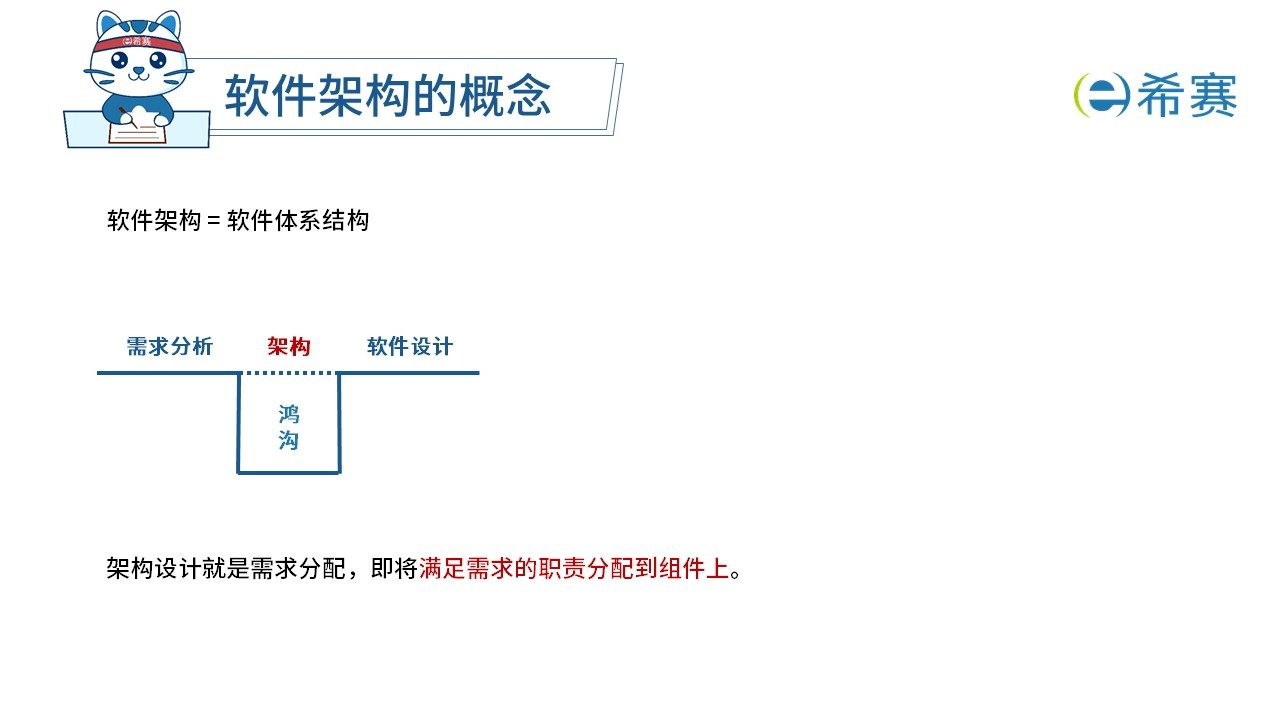 希赛
软件架构的概念
希赛
软件架构 = 软件体系结构
需求分析 架构 软件设计
鸿
沟
架构设计就是需求分配，即将满足需求的职责分配到组件上。